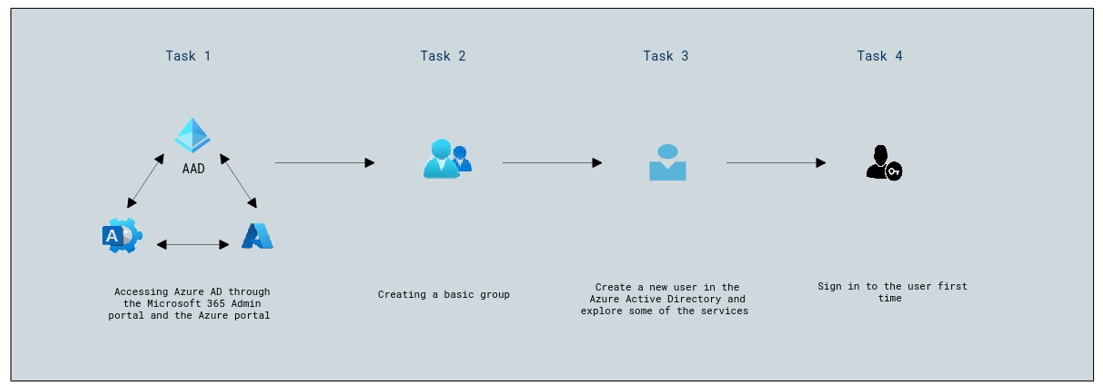 Task 1
Task 2
Task 3
Task 4
AAD
A
Accessing Azure AD through
the Microsoft 365 Admin
portal and the Azure portal
Creating a basic group
Create a new user in the
Azure Active Directory and
explore some of the services
Sign in to the user first
time